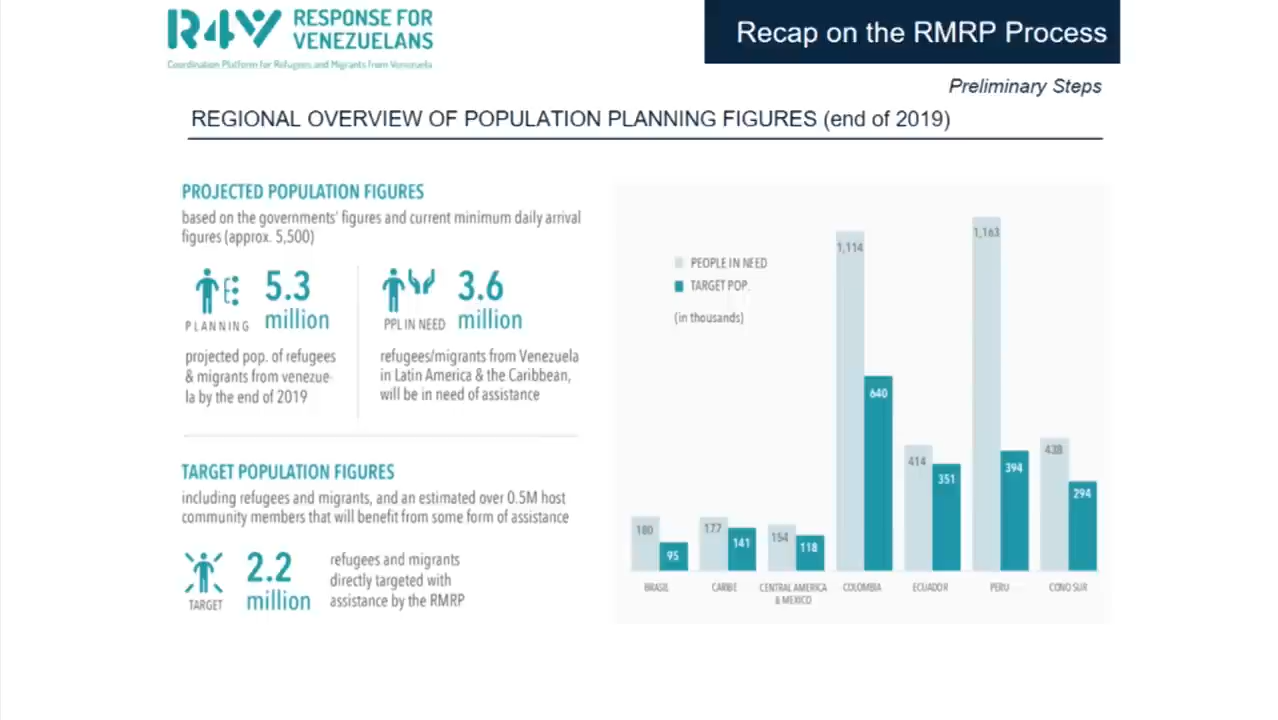 R4V RESPONSE FOR
VENEZUELANS
Coordination Platform for Refugees and Migrants from Venezuela
Recap on the RMRP Process
Preliminary Steps
REGIONAL OVERVIEW OF POPULATION PLANNING FIGURES (end of 2019)
PROJECTED POPULATION FIGURES
based on the governments' figures and current minimum daily arrival
figures (approx. 5,500)
PLANNING
5.3
million
projected pop. of refugees
& migrants from venezue-
la by the end of 2019
PPL IN NEED
3.6
million
refugees/migrants from Venezuela
in Latin America & the Caribbean,
will be in need of assistance
TARGET POPULATION FIGURES
including refugees and migrants, and an estimated over 0.5M host
community members that will benefit from some form of assistance
TARGET
2.2
million
refugees and migrants
directly targeted with
assistance by the RMRP
PEOPLE IN NEED
TARGET POP.
(in thousands)
180
95
177
141
154
118
1,114
640
414
351
1,163
394
438
294
BRASIL
CARIBE
CENTRAL AMERICA
& MEXICO
COLOMBIA
ECUADOR
PERU
CONO SUR